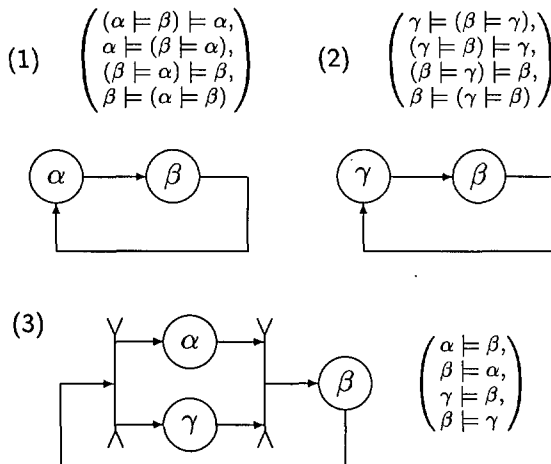 (1)
(α ⊨ β) ⊨ α,
α ⊨ (β ⊨ α),
(β ⊨ α) ⊨ β,
β ⊨ (α ⊨ β)
(2)
γ ⊨ (β ⊨ γ),
(γ ⊨ β) ⊨ γ,
(β ⊨ γ) ⊨ β,
β ⊨ (γ ⊨ β)
α
β
γ
β
(3)
α
γ
β
α ⊨ β,
β ⊨ α,
γ ⊨ β,
β ⊨ γ